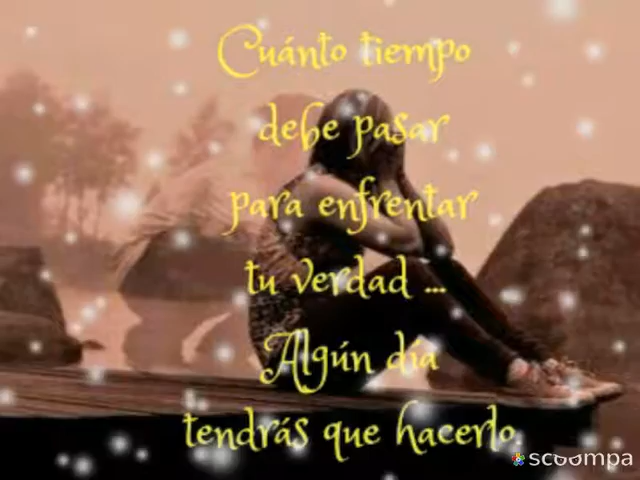 Cuánto tiempo
debe pasar
para enfrentar
tu verdad ...
Algún día
tendrás que hacerlo.
scoompa